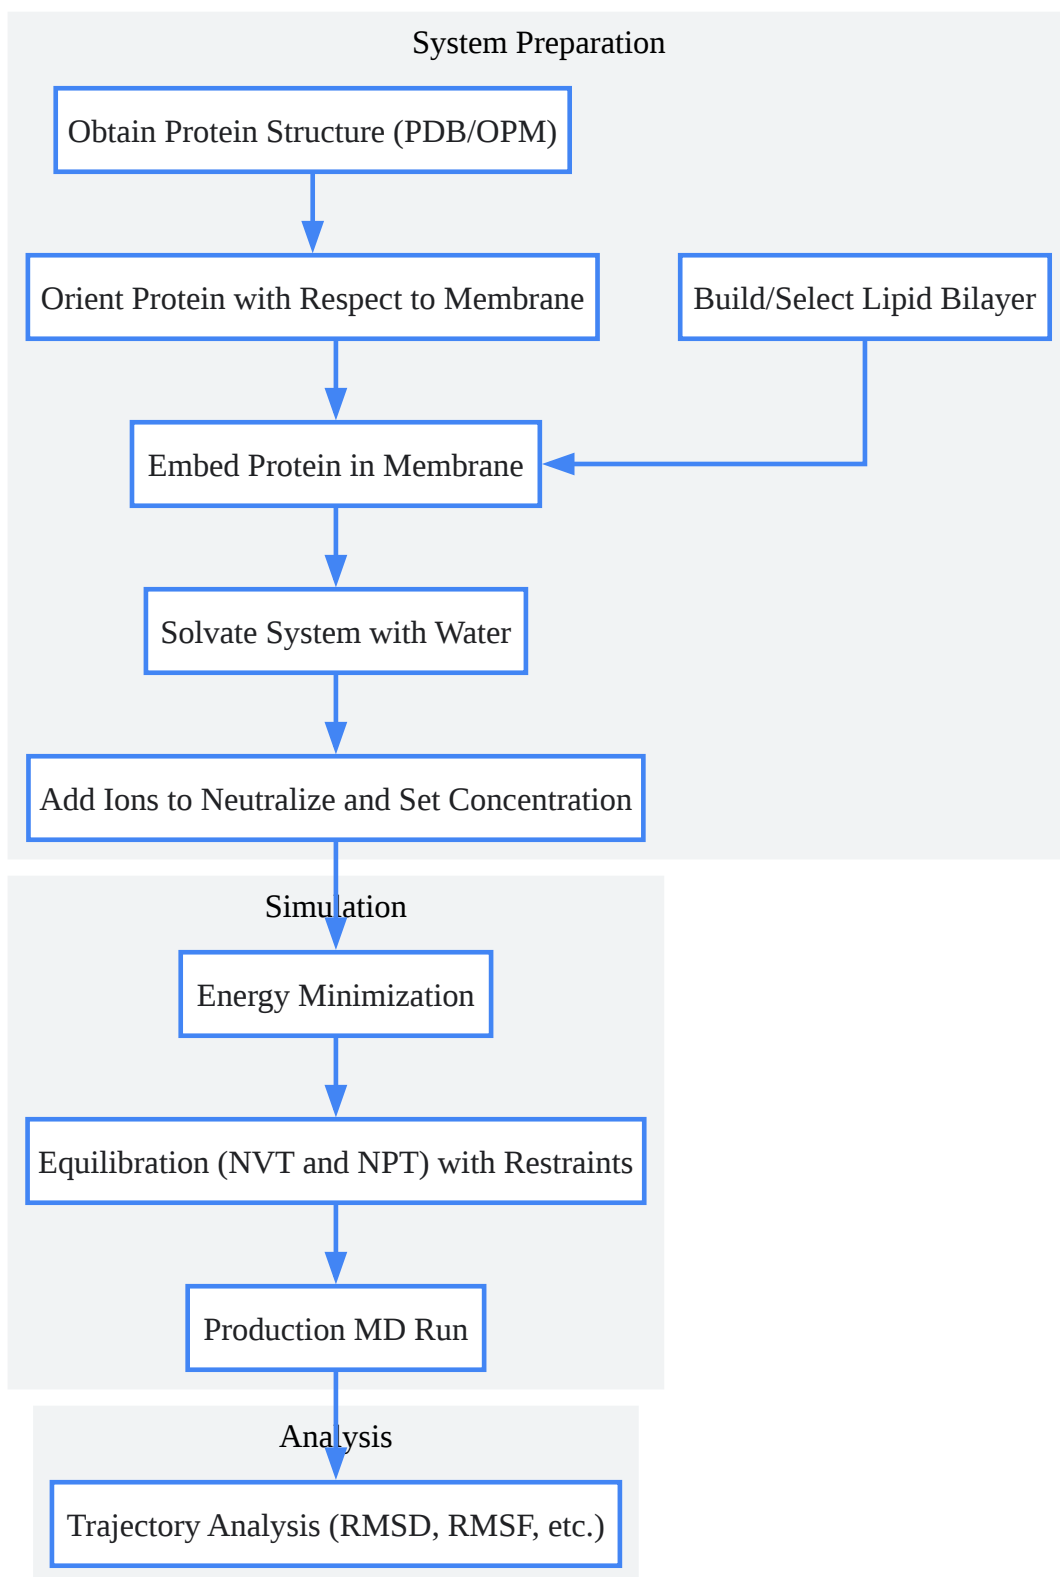 System Preparation
Obtain Protein Structure (PDB/OPM)
Orient Protein with Respect to Membrane
Build/Select Lipid Bilayer
Embed Protein in Membrane
Solvate System with Water
Add Ions to Neutralize and Set Concentration
Simulation
Energy Minimization
Equilibration (NVT and NPT) with Restraints
Production MD Run
Analysis
Trajectory Analysis (RMSD, RMSF, etc.)